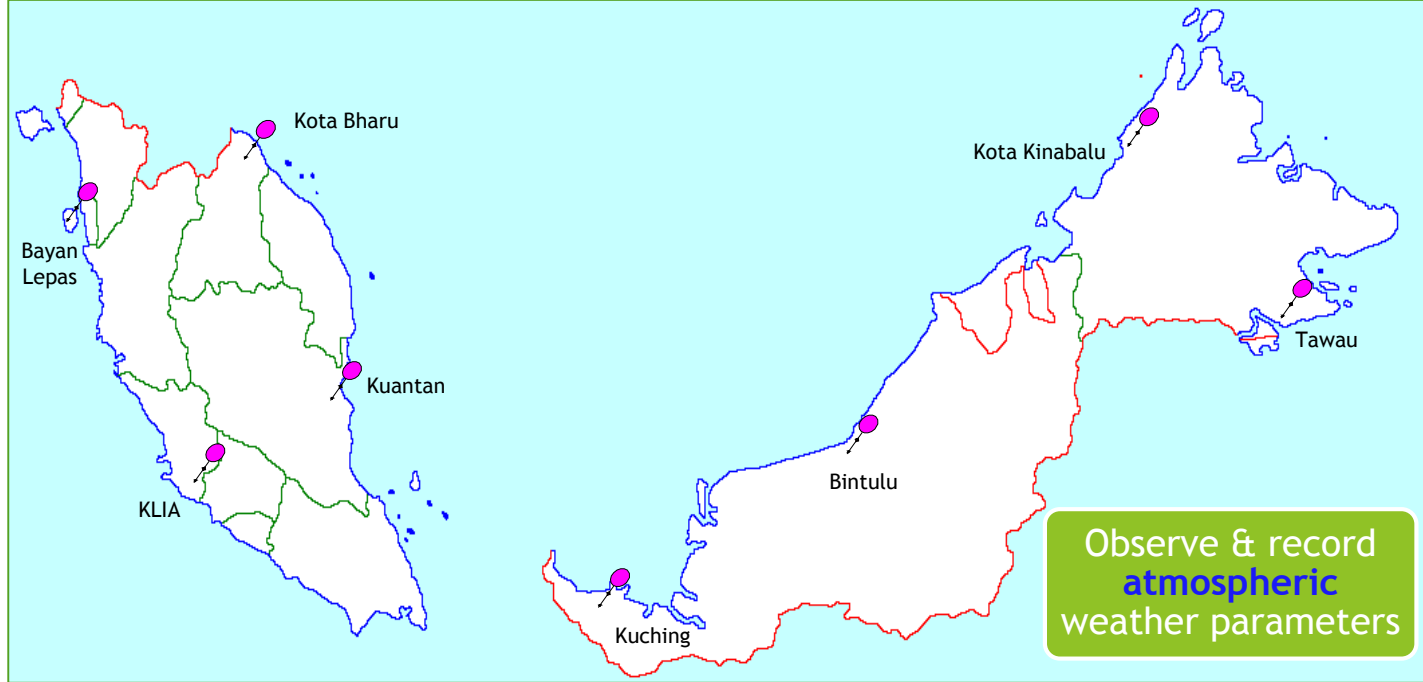 Kota Bharu
Kota Kinabalu
Bayan
Lepas
Tawau
Kuantan
Bintulu
KLIA
Kuching
Observe & record
atmospheric
weather parameters